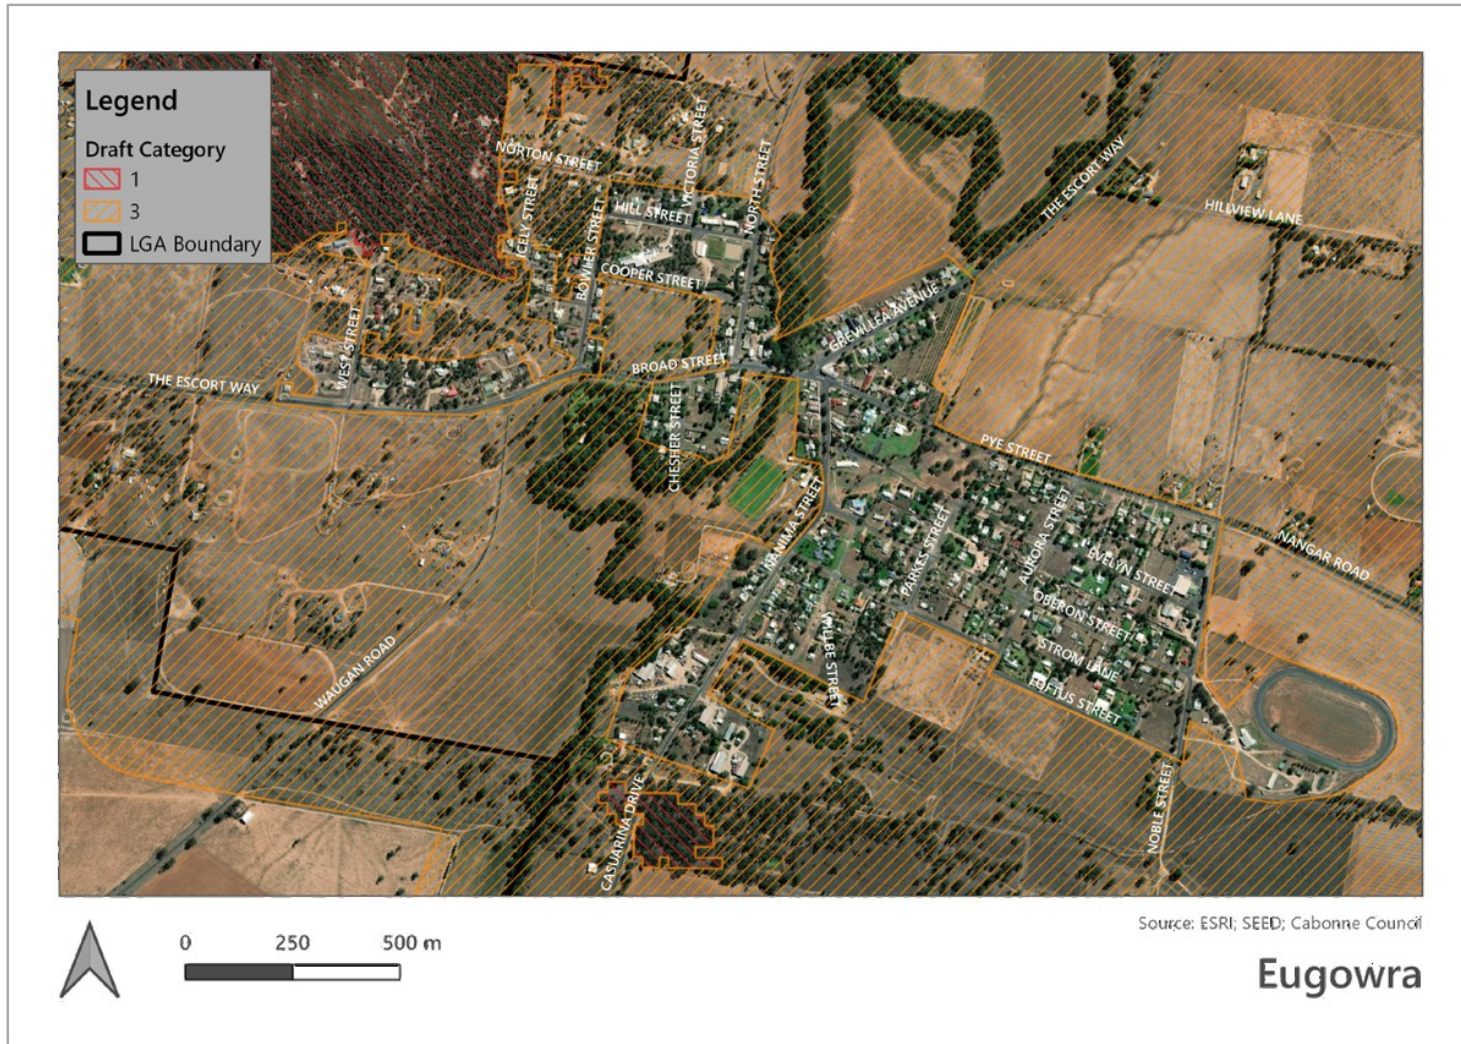 Legend
Draft Category
1
3
LGA Boundary
NORTON STREET
VICTORIA STREET
NORTH STREET
THE ESCORT WAY
HILLVIEW LANE
ICELY STREET
BOWLER STREET
HILL STREET
COOPER STREET
WEST STREET
GREVILLEA AVENUE
THE ESCORT WAY
BROAD STREET
CHESHER STREET
PYE STREET
NANIMA STREET
PARKES STREET
AURORA STREET
EVELYN STREET
NANGAR ROAD
OBERON STREET
STROM LANE
LOFTUS STREET
WAUGAN ROAD
STREET
NOBLE STREET
CASUARINA DRIVE
0 250 500 m
Source: ESRI; SEED; Cabonne Council
Eugowra